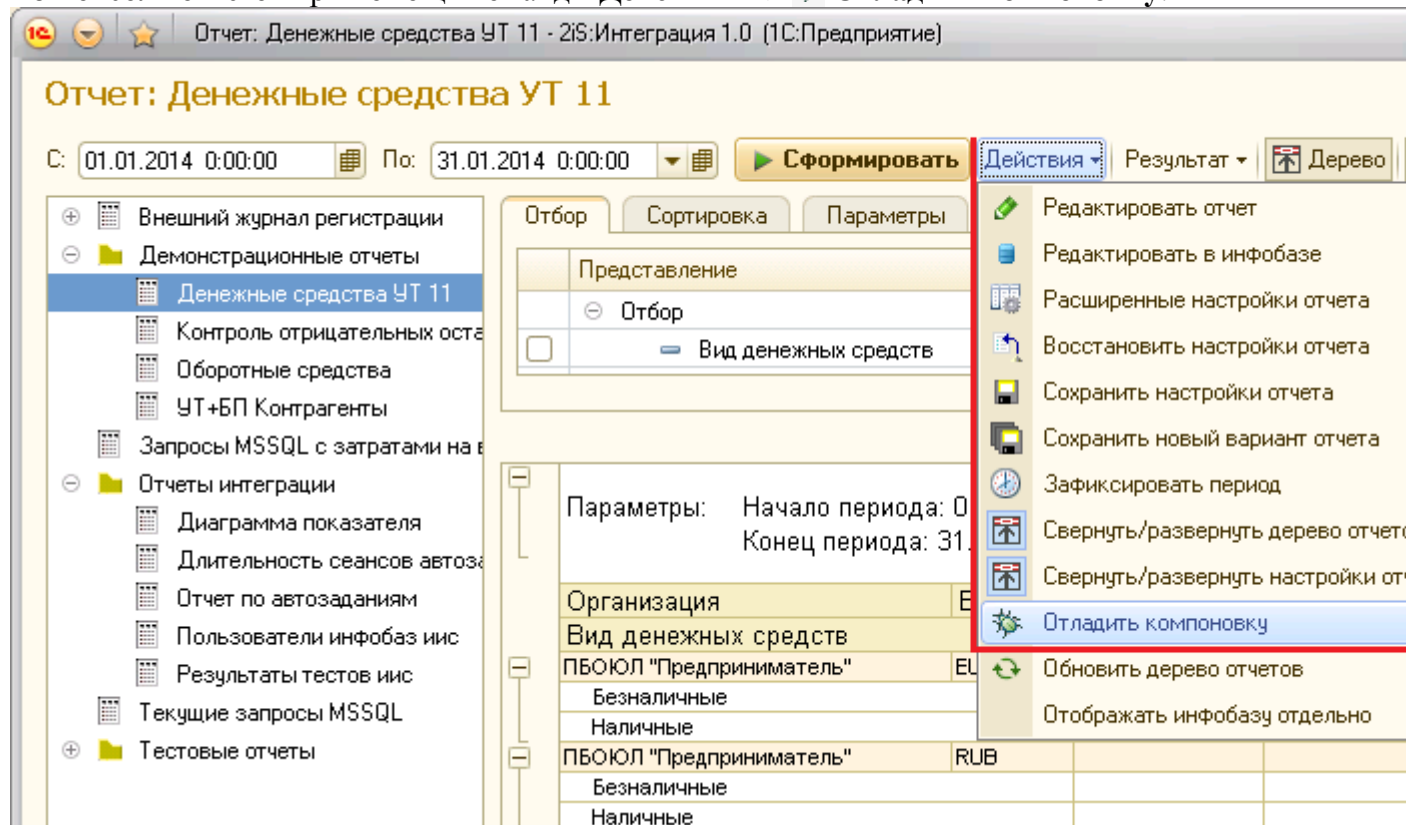 Отчет: Денежные средства УТ 11 - 2iS:Интеграция 1.0 (1С:Предприятие)
Отчет: Денежные средства УТ 11
С: 01.01.2014 0:00:00 По: 31.01.2014 0:00:00 Сформировать Действия Результат Дерево
Внешний журнал регистрации
Демонстрационные отчеты
Денежные средства УТ 11
Контроль отрицательных оста
Оборотные средства
УТ+БП Контрагенты
Запросы MSSQL с затратами на в
Отчеты интеграции
Диаграмма показателя
Длительность сеансов автоза
Отчет по автозаданиям
Пользователи инфобаз иис
Результаты тестов иис
Текущие запросы MSSQL
Тестовые отчеты
Отбор Сортировка Параметры
Представление
Отбор
Вид денежных средств
Параметры: Начало периода: 0
Конец периода: 31.
Организация
Вид денежных средств
ПБОЮЛ "Предприниматель" EU
Безналичные
Наличные
ПБОЮЛ "Предприниматель" RUB
Безналичные
Наличные
Редактировать отчет
Редактировать в инфобазе
Расширенные настройки отчета
Восстановить настройки отчета
Сохранить настройки отчета
Сохранить новый вариант отчета
Зафиксировать период
Свернуть/развернуть дерево отчето
Свернуть/развернуть настройки отч
Отладить компоновку
Обновить дерево отчетов
Отображать инфобазу отдельно